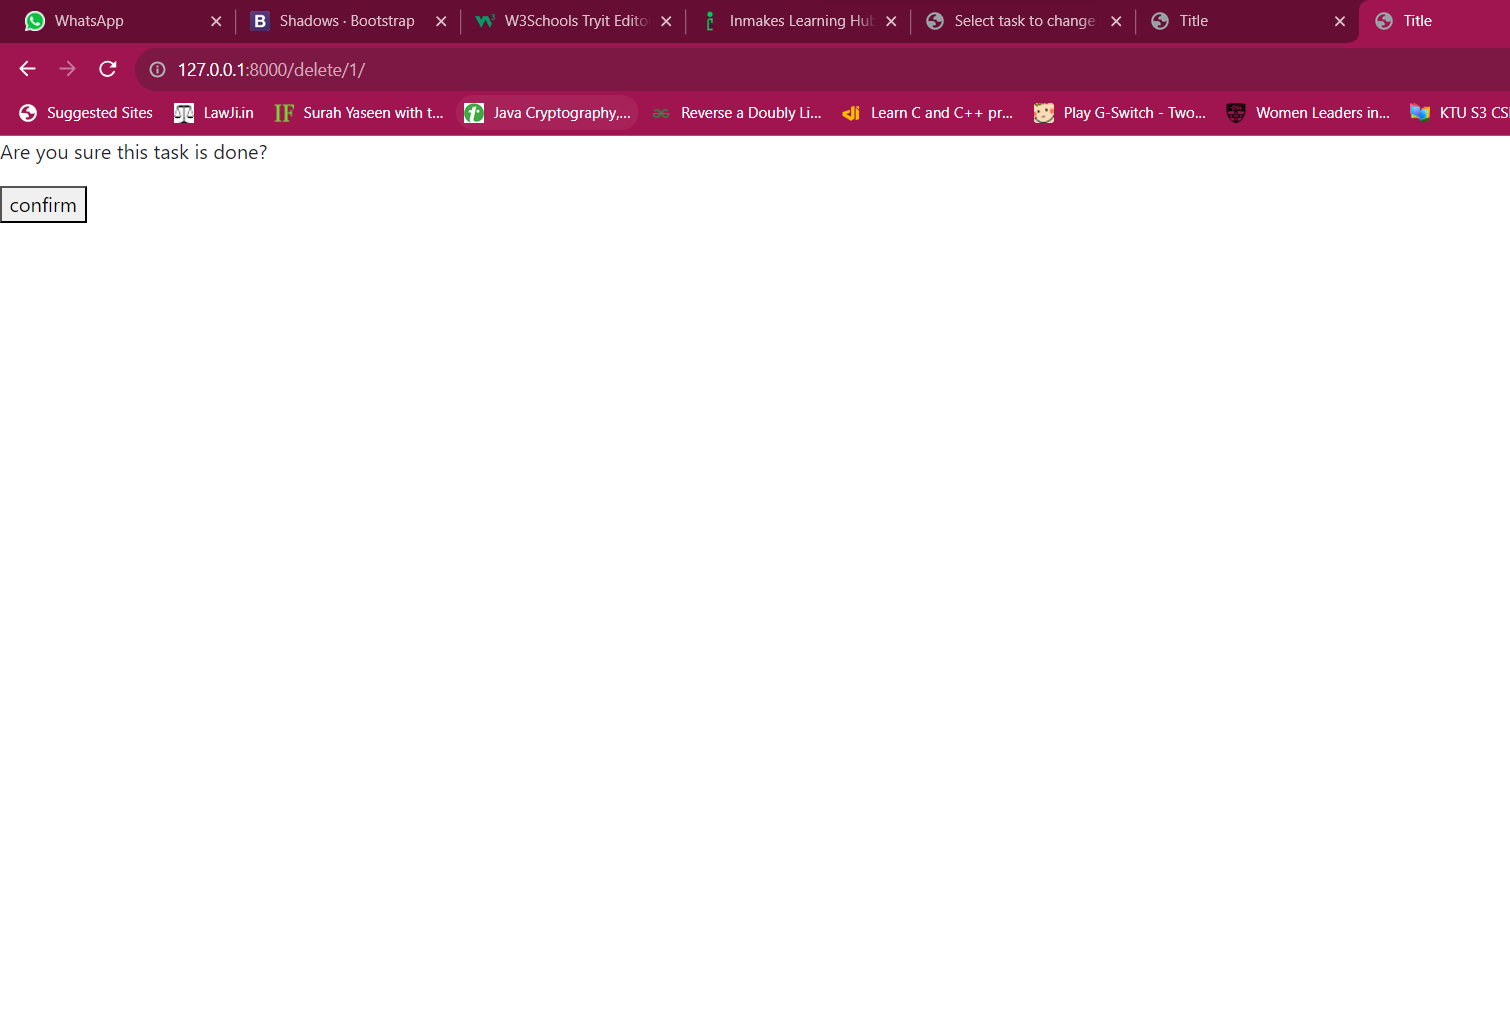 WhatsApp
Shadows · Bootstrap
W3Schools Tryit Edito
Inmakes Learning Hu
Select task to change
Title
Title
127.0.0.1:8000/delete/1/
Suggested Sites
LawJi.in
IF Surah Yaseen with t...
Java Cryptography,...
Reverse a Doubly Li...
Learn C and C++ pr...
Play G-Switch - Two...
Women Leaders in...
KTU S3 CS
Are you sure this task is done?
confirm